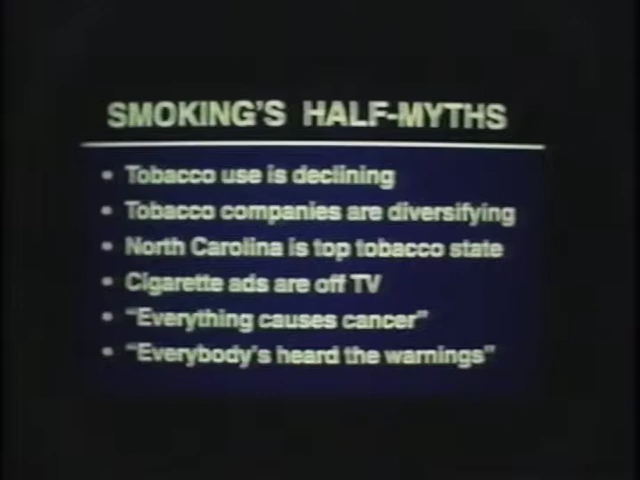 SMOKING'S HALF-MYTHS
• Tobacco use is declining
• Tobacco companies are diversifying
• North Carolina is top tobacco state
• Cigarette ads are off TV
• "Everything causes cancer"
• "Everybody's heard the warnings"